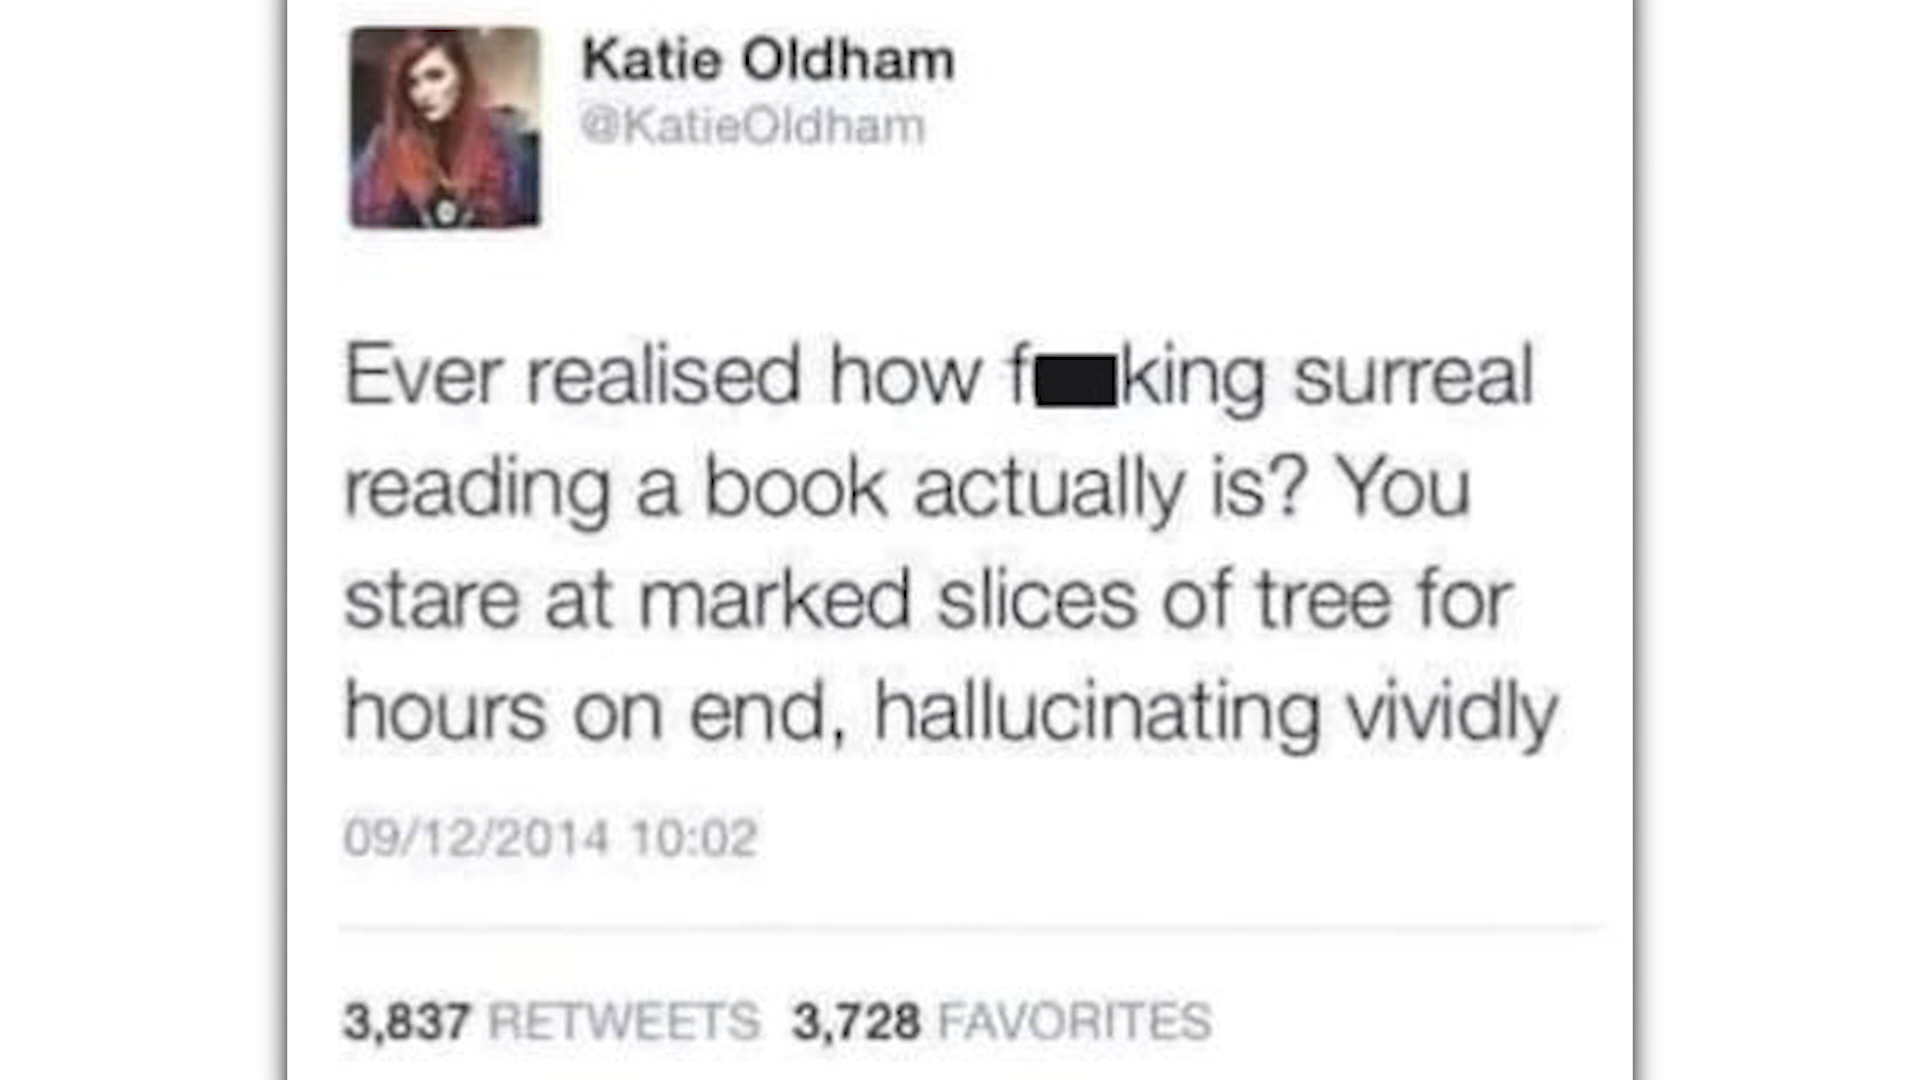 Katie Oldham
@KatieOldham
Ever realised how f██king surreal
reading a book actually is? You
stare at marked slices of tree for
hours on end, hallucinating vividly
09/12/2014 10:02
3,837 RETWEETS 3,728 FAVORITES